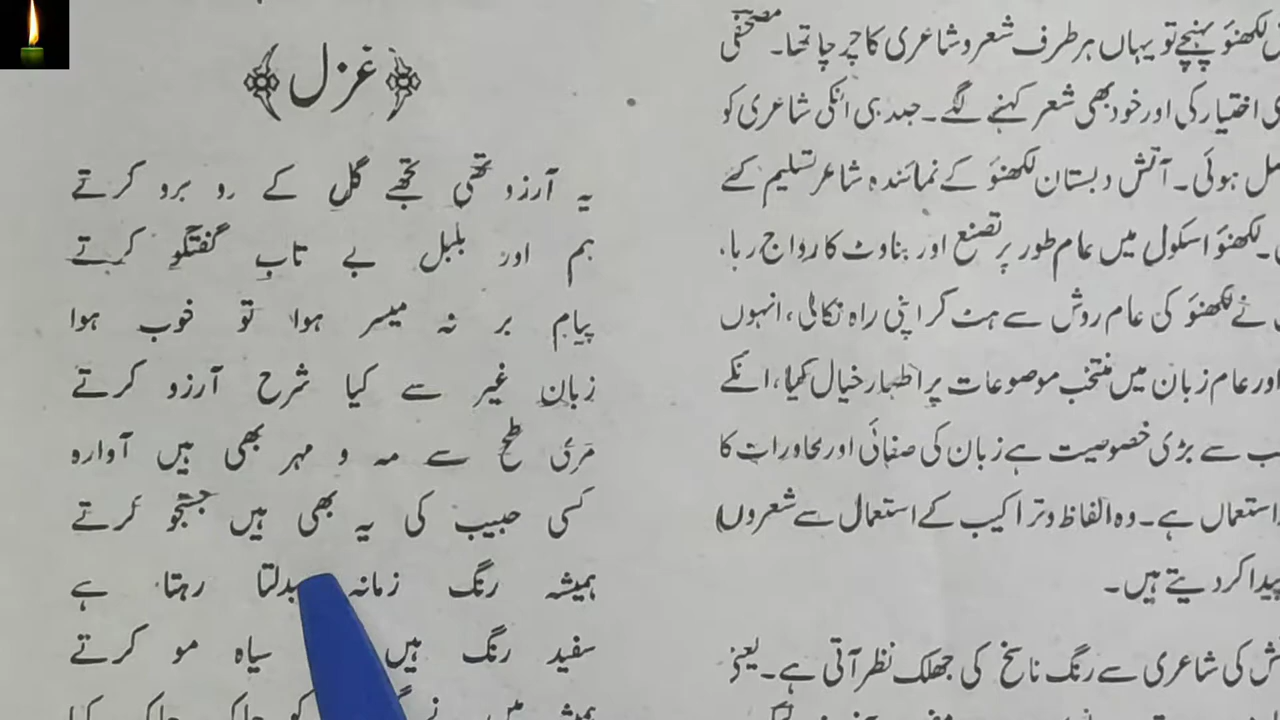 لکھنؤ پہنچے تو یہاں ہر طرف شعر و شاعری کا چرچا تھا۔ مصحفی
اختیار کی اور خود بھی شعر کہنے لگے۔ جلد ہی انکی شاعری کو
ہوئی۔ آتش دبستان لکھنؤ کے نمائندہ شاعر تسلیم کئے
۔ لکھنؤ اسکول میں عام طور پر تصنع اور بناوٹ کا رواج رہا۔
نے لکھنؤ کی عام روش سے ہٹ کر اپنی راہ نکالی، انہوں
اور عام زبان میں منتخب موضوعات پر اظہار خیال کیا، انکے
سے بڑی خصوصیت ہے زبان کی صفائی اور محاورات کا
استعمال ہے۔ وہ الفاظ و تراکیب کے استعمال سے شعروں
پیدا کر دیتے ہیں۔
کی شاعری سے رنگ ناسخ کی جھلک نظر آتی ہے۔ یعنی
غزل
یہ آرزو تھی تجھے گل کے رو برو کرتے
ہم اور بلبل بے تاب گفتگو کرتے
پیام بر نہ میسر ہوا تو خوب ہوا
زبان غیر سے کیا شرح آرزو کرتے
مری طرح سے مہ و مہر بھی ہیں آوارہ
کسی حبیب کی یہ بھی ہیں جستجو کرتے
ہمیشہ رنگ زمانہ بدلتا رہتا ہے
سفید رنگ ہیں سیاہ مو کرتے
ہمیشہ میں نے